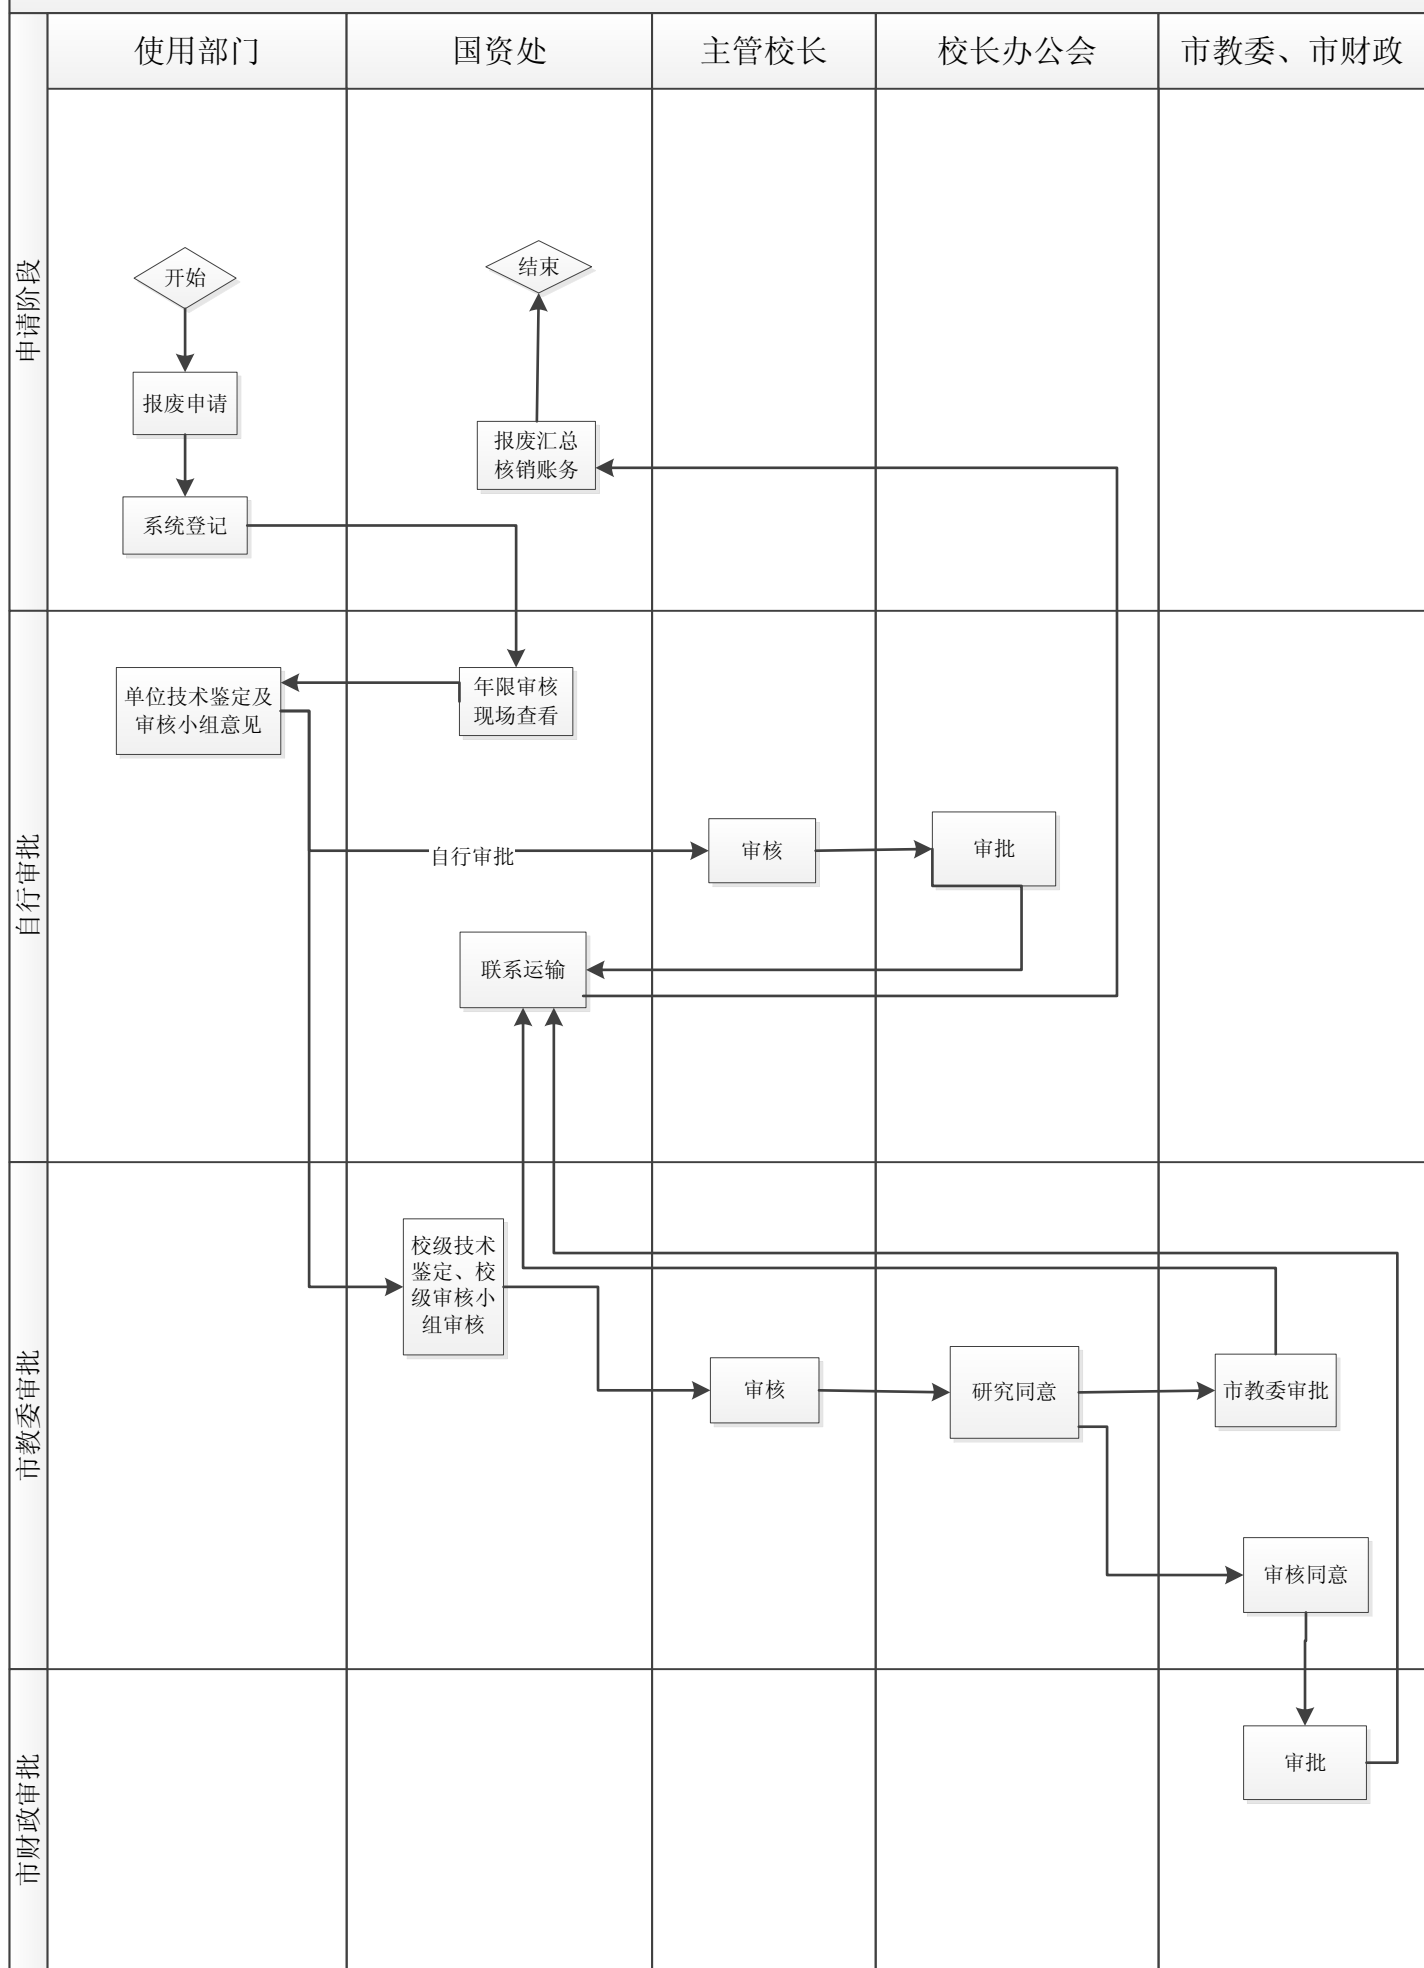 使用部门
国资处
主管校长
校长办公会
市教委、市财政
申请阶段
开始
结束
报废申请
报废汇总
核销账务
系统登记
自行审批
单位技术鉴定及
审核小组意见
年限审核
现场查看
自行审批
审核
审批
联系运输
市教委审批
校级技术
鉴定、校
级审核小
组审核
审核
研究同意
市教委审批
审核同意
市财政审批
审批